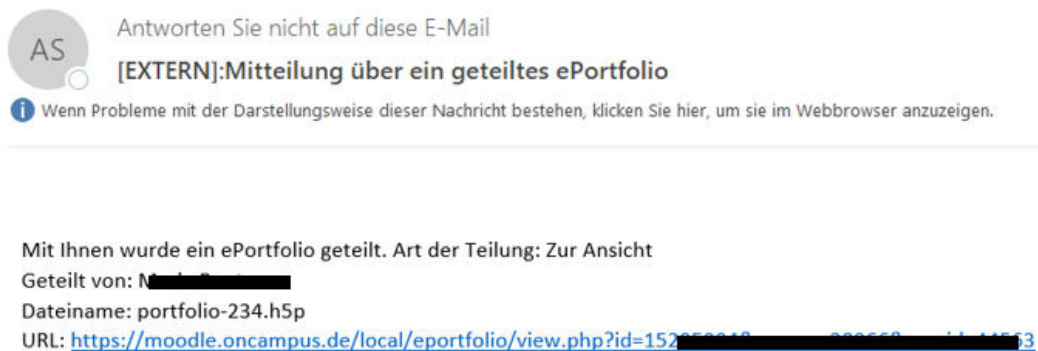 AS
Antworten Sie nicht auf diese E-Mail
[EXTERN]:Mitteilung über ein geteiltes ePortfolio
Wenn Probleme mit der Darstellungsweise dieser Nachricht bestehen, klicken Sie hier, um sie im Webbrowser anzuzeigen.
Mit Ihnen wurde ein ePortfolio geteilt. Art der Teilung: Zur Ansicht
Geteilt von:
Dateiname: portfolio-234.h5p
URL: https://moodle.oncampus.de/local/eportfolio/view.php?id=152